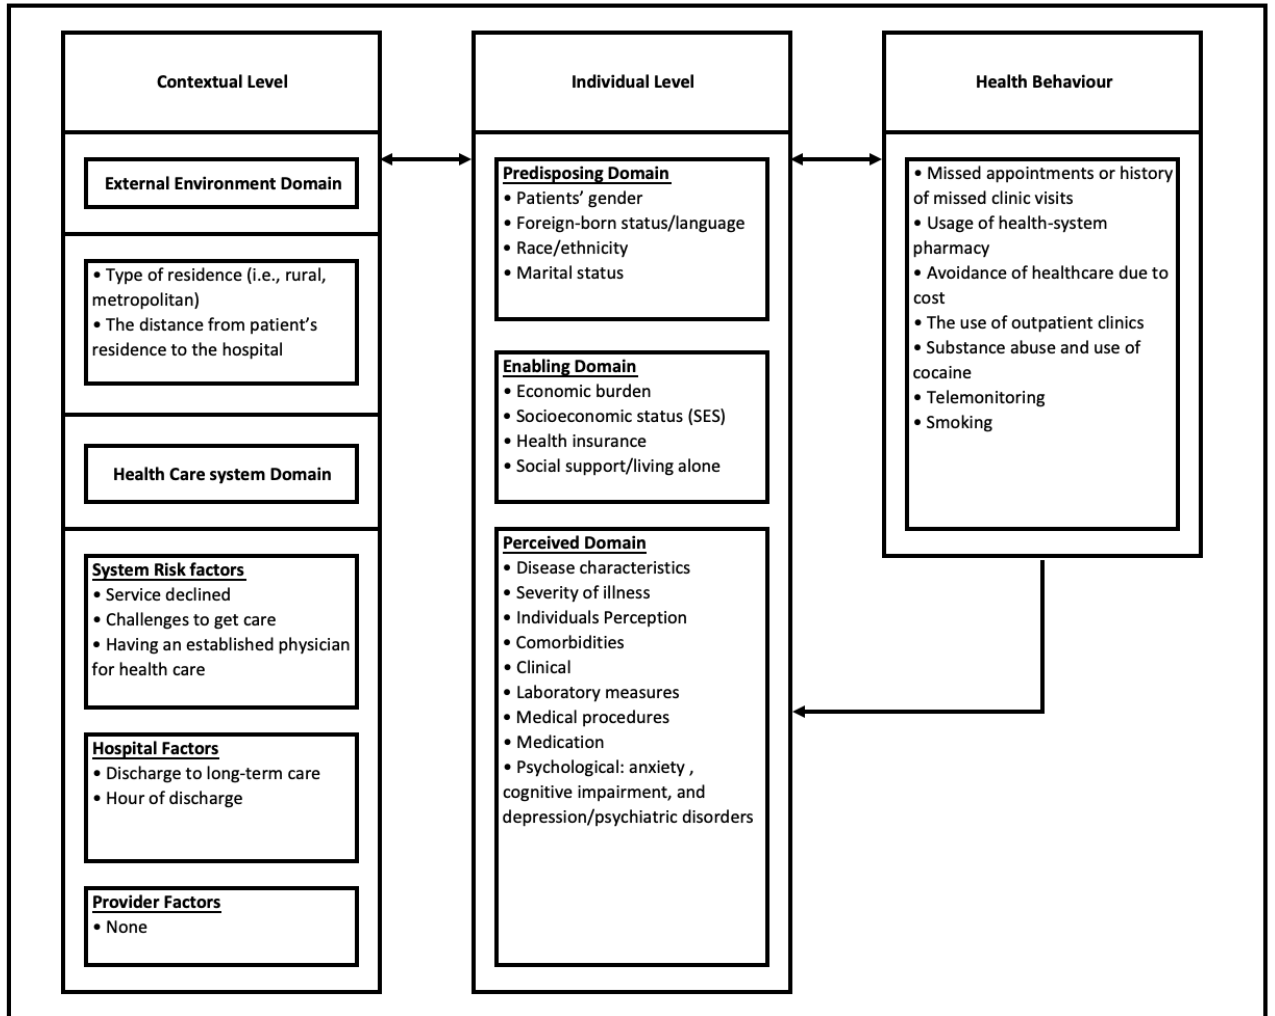 Contextual Level
External Environment Domain
• Type of residence (i.e., rural,
metropolitan)
• The distance from patient’s
residence to the hospital
Health Care system Domain
System Risk factors
• Service declined
• Challenges to get care
• Having an established physician
for health care
Hospital Factors
• Discharge to long-term care
• Hour of discharge
Provider Factors
• None
Individual Level
Predisposing Domain
• Patients’ gender
• Foreign-born status/language
• Race/ethnicity
• Marital status
Enabling Domain
• Economic burden
• Socioeconomic status (SES)
• Health insurance
• Social support/living alone
Perceived Domain
• Disease characteristics
• Severity of illness
• Individuals Perception
• Comorbidities
• Clinical
• Laboratory measures
• Medical procedures
• Medication
• Psychological: anxiety ,
cognitive impairment, and
depression/psychiatric disorders
Health Behaviour
• Missed appointments or history
of missed clinic visits
• Usage of health-system
pharmacy
• Avoidance of healthcare due to
cost
• The use of outpatient clinics
• Substance abuse and use of
cocaine
• Telemonitoring
• Smoking